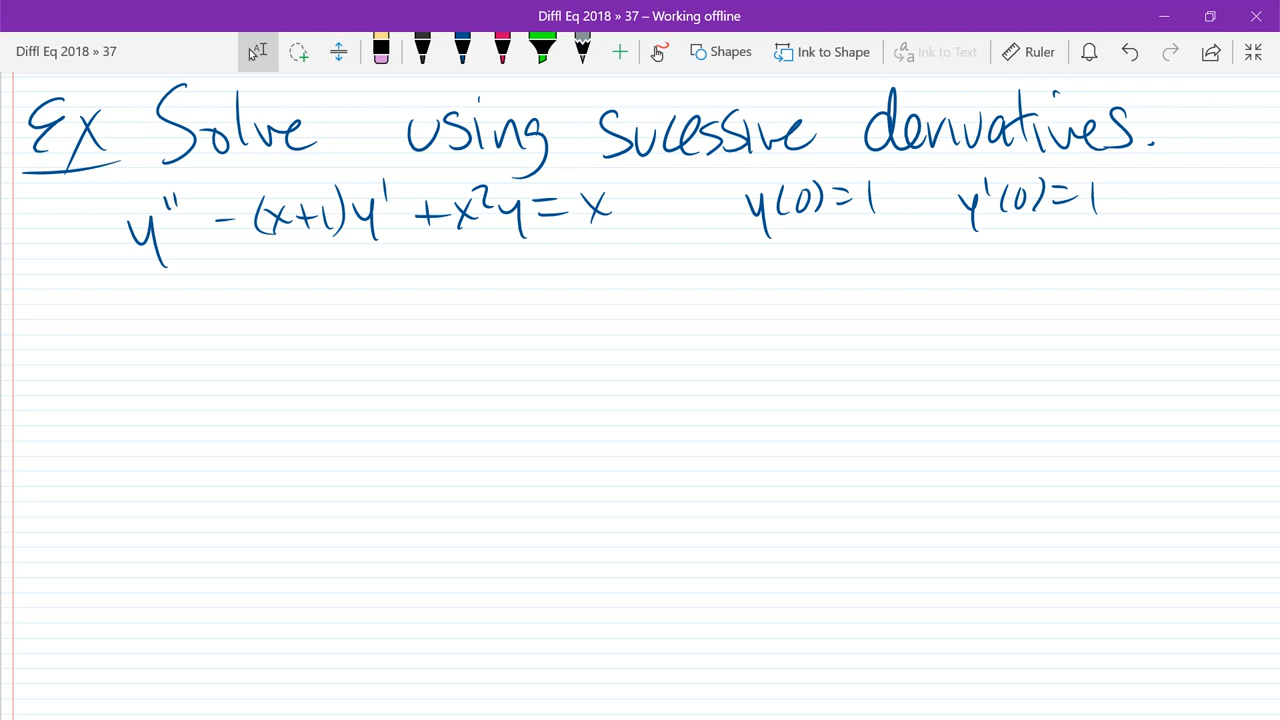 Diffl Eq 2018 » 37 – Working offline
Diffl Eq 2018 » 37
Shapes
Ink to Shape
Ink to Text
Ruler
Ex Solve using sucessive derivatives.
y'' - (x+1)y' + x²y = x y(0)=1 y'(0)=1